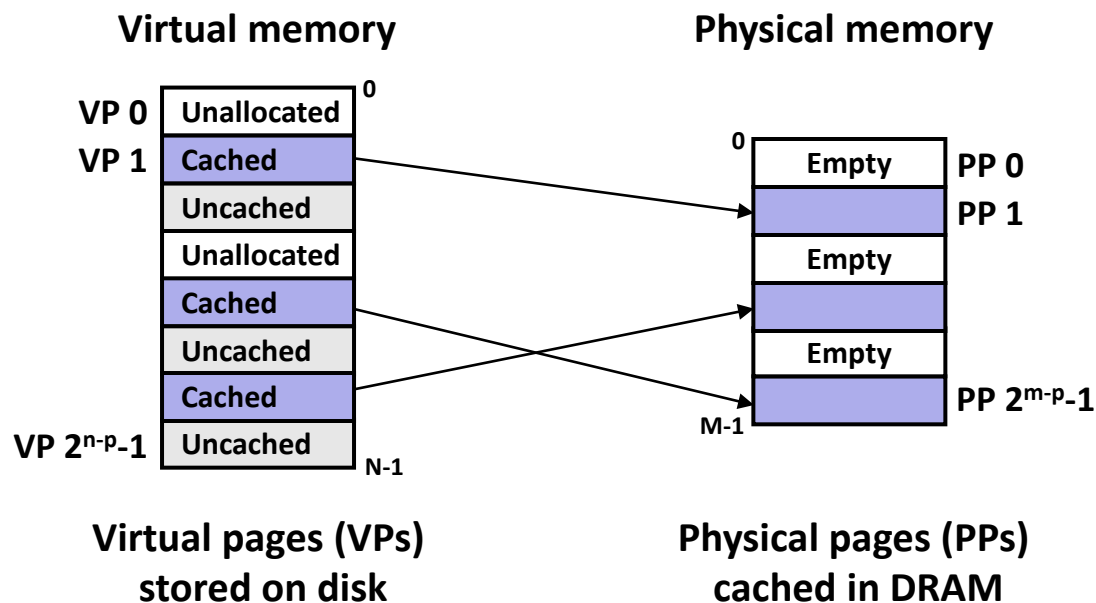 Virtual memory
Physical memory
0
VP 0
Unallocated
VP 1
Cached
Uncached
Unallocated
Cached
Uncached
Cached
VP 2ⁿ⁻ᵖ-1
Uncached
N-1
0
Empty
PP 0
PP 1
Empty
Empty
PP 2ᵐ⁻ᵖ-1
M-1
Virtual pages (VPs)
stored on disk
Physical pages (PPs)
cached in DRAM